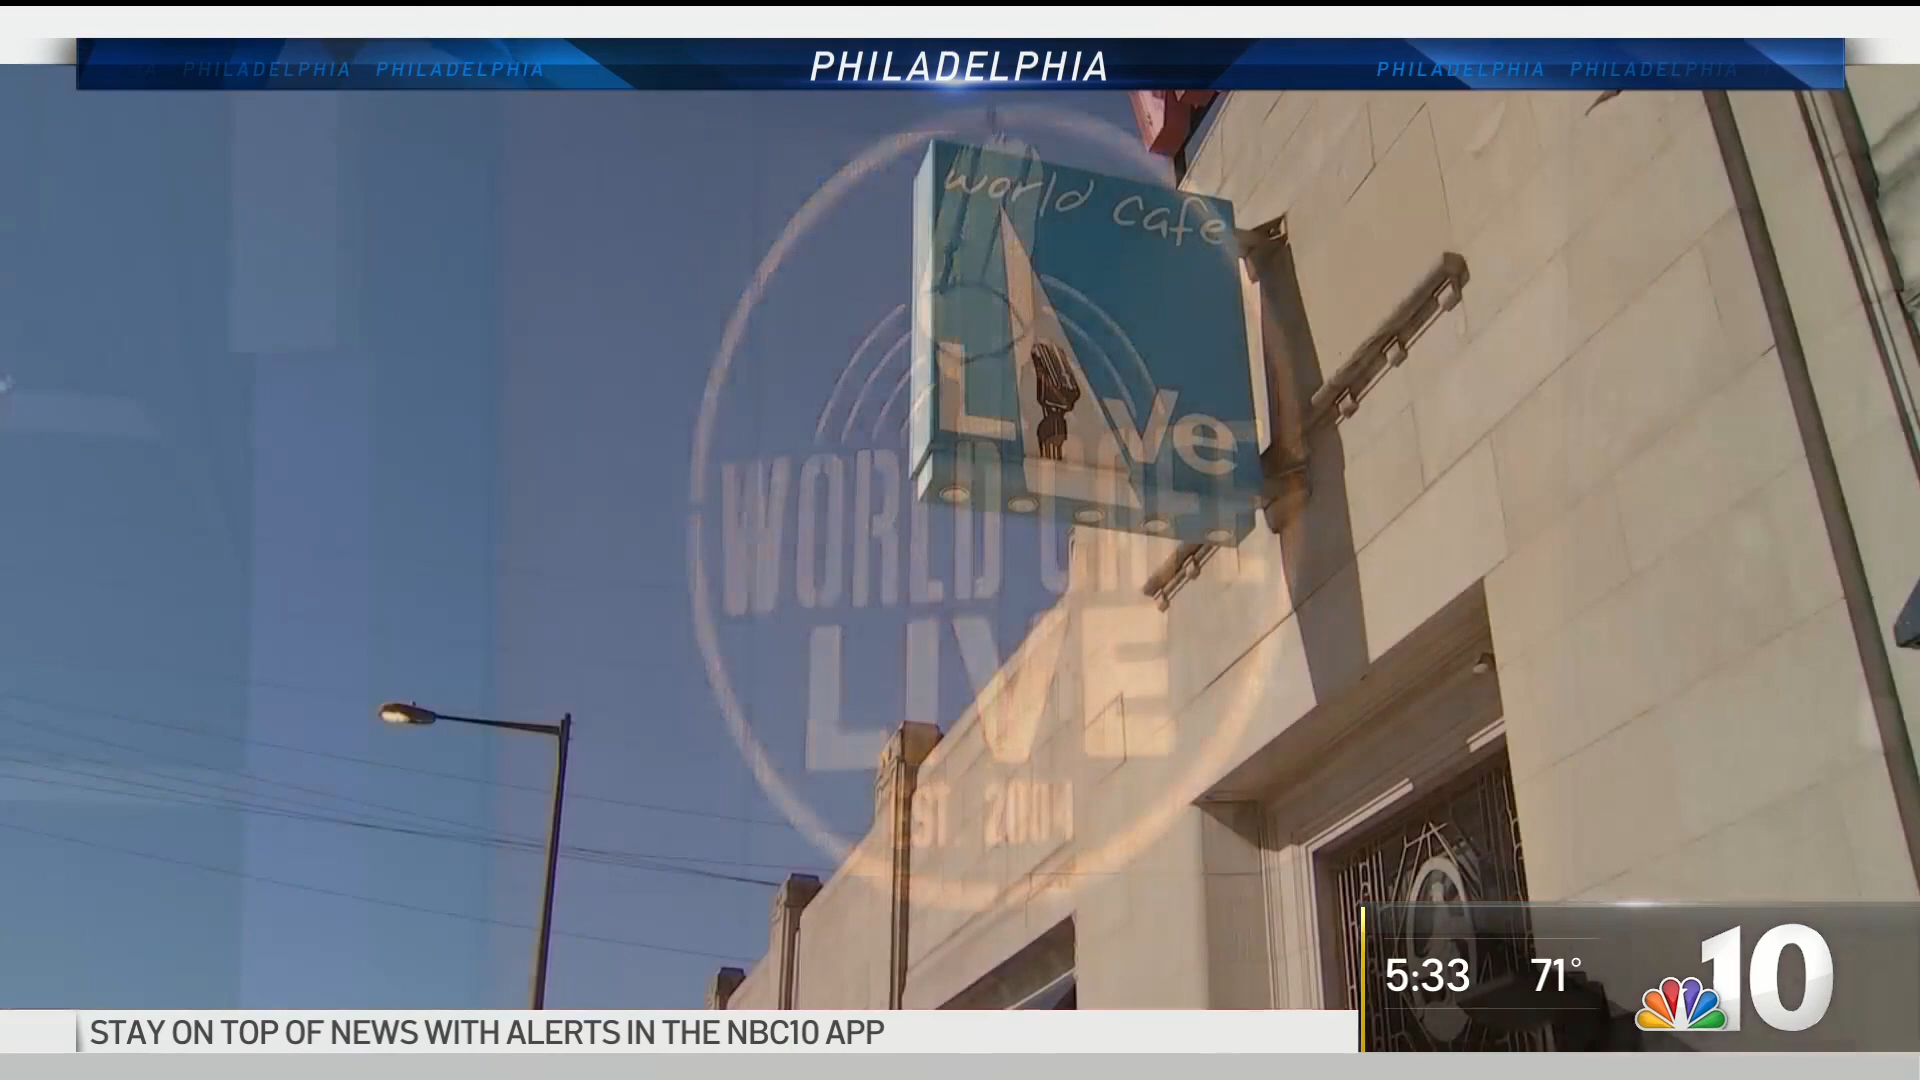 PHILADELPHIA PHILADELPHIA PHILADELPHIA PHILADELPHIA PHILADELPHIA
world cafe
Live
WORLD CAFE
LIVE
EST. 2004
5:33 71° 10
STAY ON TOP OF NEWS WITH ALERTS IN THE NBC10 APP